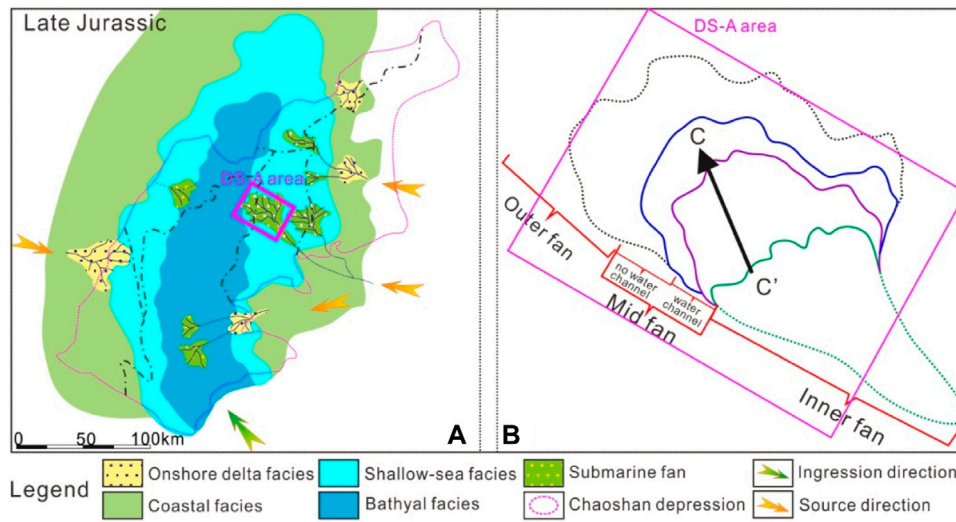 Late Jurassic
DS-A area
0 50 100km
A
DS-A area
C
C'
Outer fan
no water
channel
water
channel
Mid fan
Inner fan
B
Legend
Onshore delta facies
Shallow-sea facies
Submarine fan
Ingression direction
Coastal facies
Bathyal facies
Chaoshan depression
Source direction